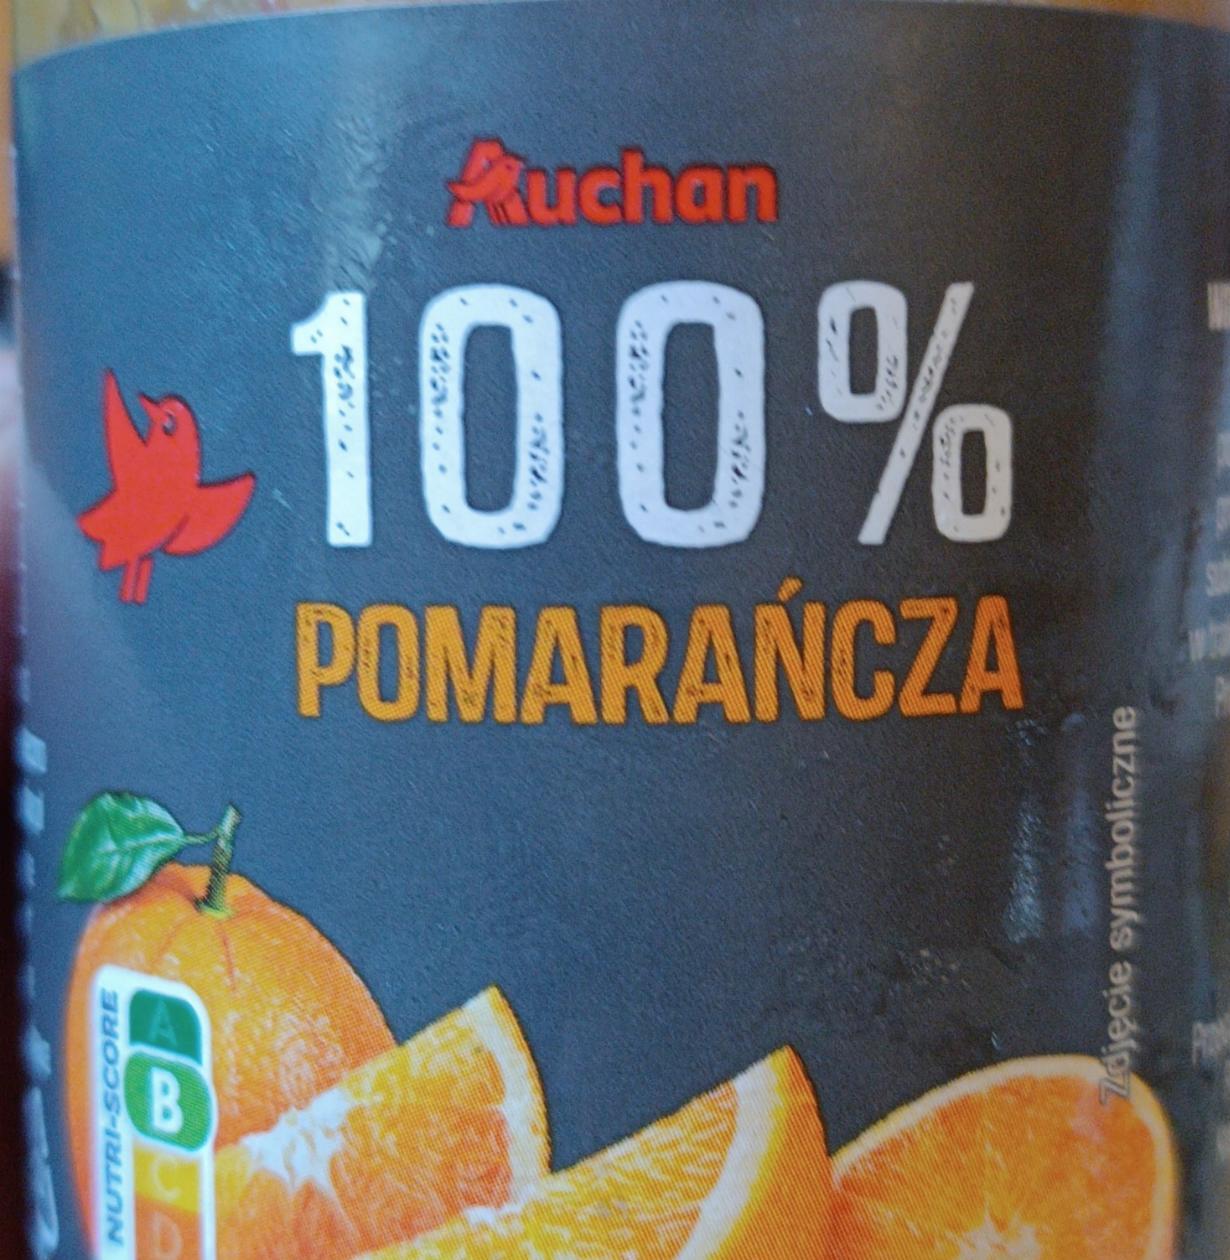 Auchan
100%
POMARAŃCZA
Zdjęcie symboliczne
NUTRI-SCORE
A
B
C
D